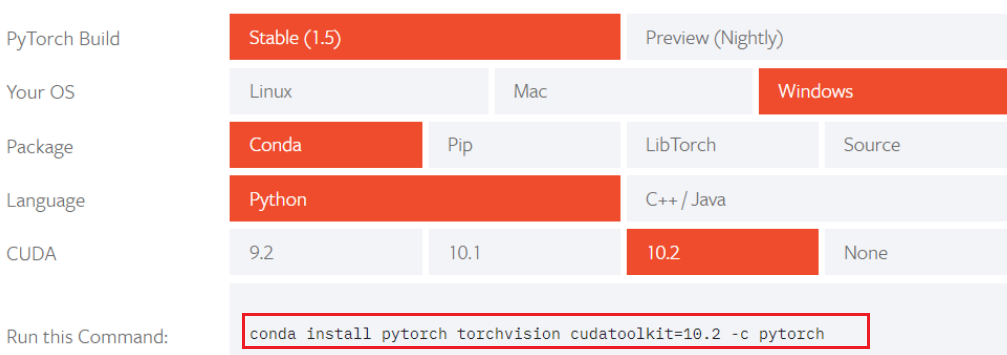 PyTorch Build Stable (1.5) Preview (Nightly)
Your OS Linux Mac Windows
Package Conda Pip LibTorch Source
Language Python C++ / Java
CUDA 9.2 10.1 10.2 None
Run this Command: conda install pytorch torchvision cudatoolkit=10.2 -c pytorch